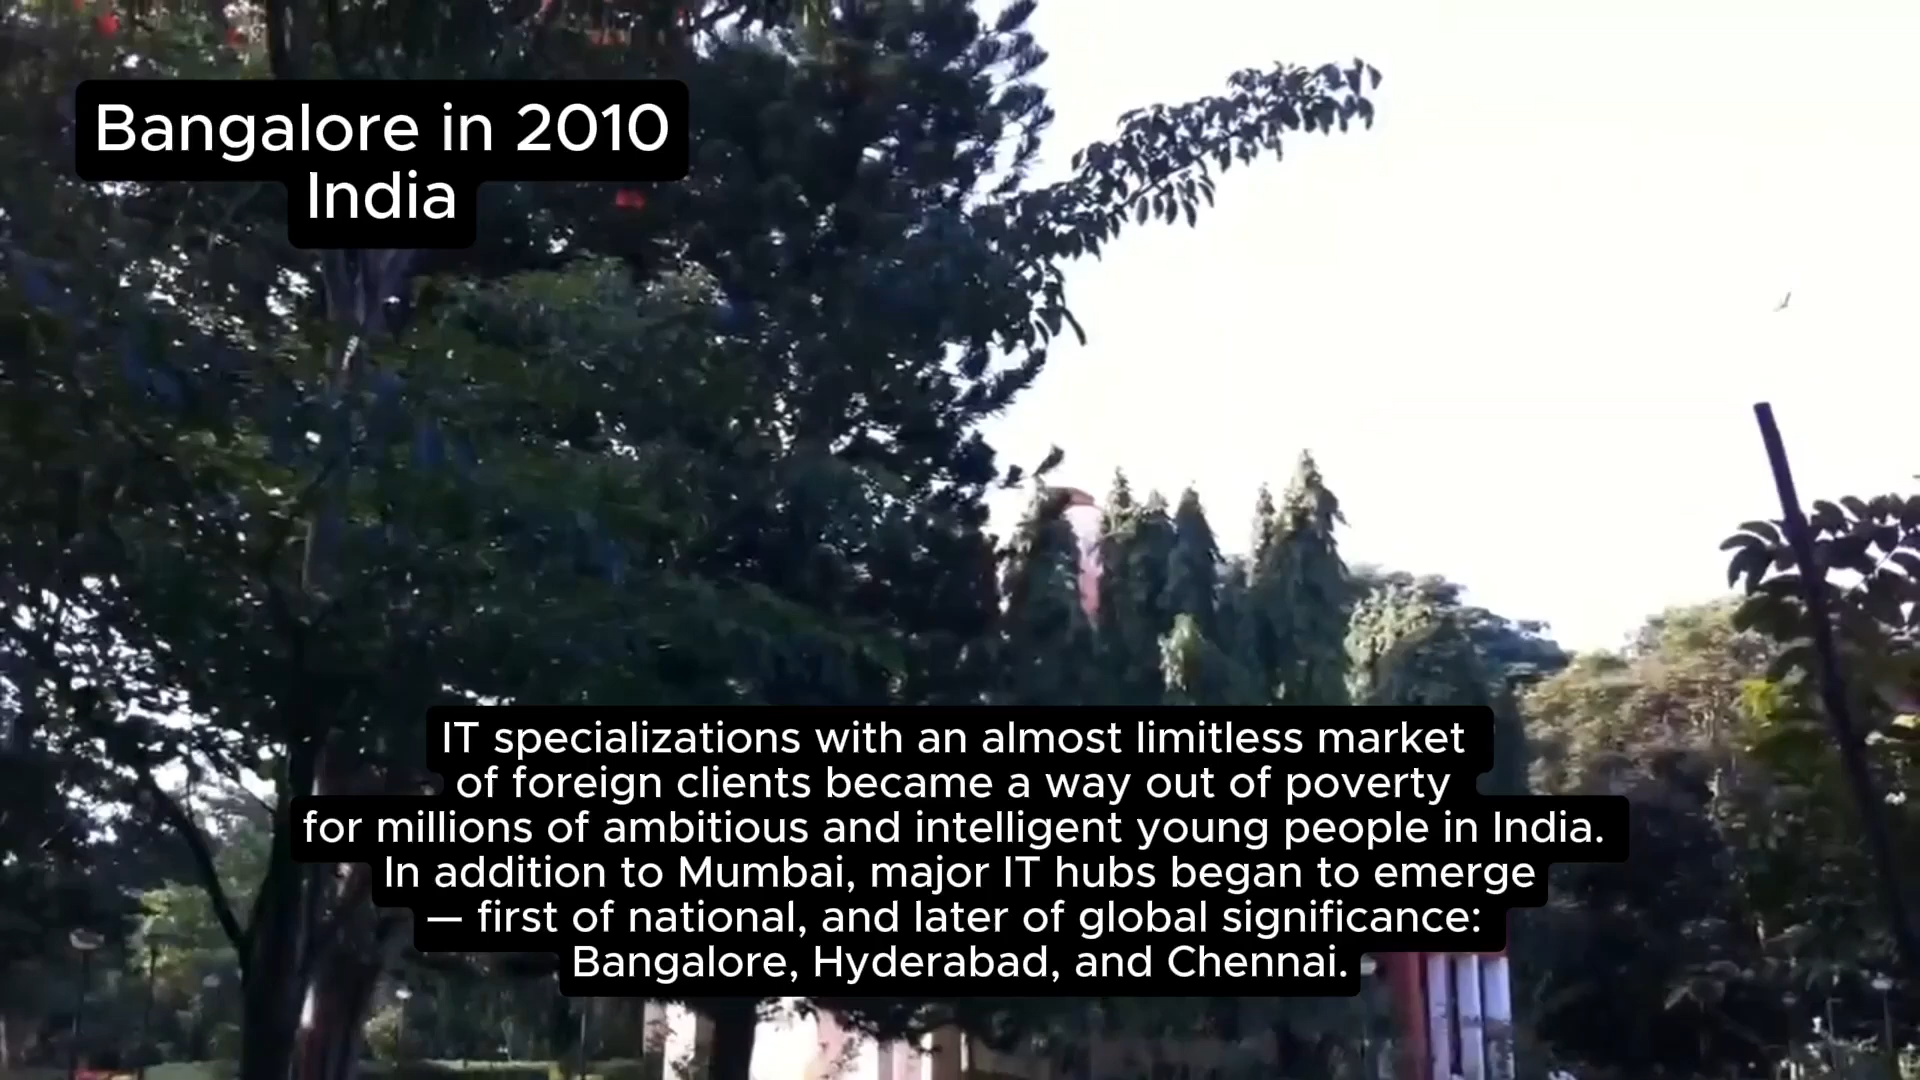 Bangalore in 2010
India
IT specializations with an almost limitless market
of foreign clients became a way out of poverty
for millions of ambitious and intelligent young people in India.
In addition to Mumbai, major IT hubs began to emerge
— first of national, and later of global significance:
Bangalore, Hyderabad, and Chennai.